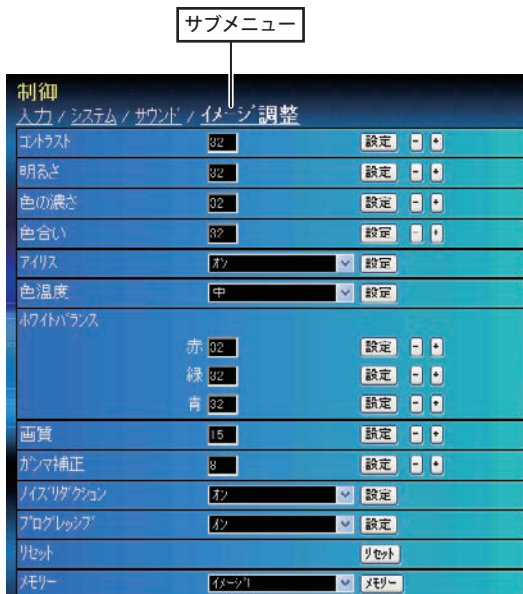 サブメニュー
制御
入力 / システム / サウンド / イメージ調整
コントラスト 32 設定 - +
明るさ 32 設定 - +
色の濃さ 32 設定 - +
色合い 32 設定 - +
アイリス オン 設定
色温度 中 設定
ホワイトバランス
赤 32 設定 - +
緑 32 設定 - +
青 32 設定 - +
画質 15 設定 - +
ガンマ補正 8 設定 - +
ノイズリダクション オン 設定
プログレッシブ オン 設定
リセット リセット
メモリー イメージ1 メモリー